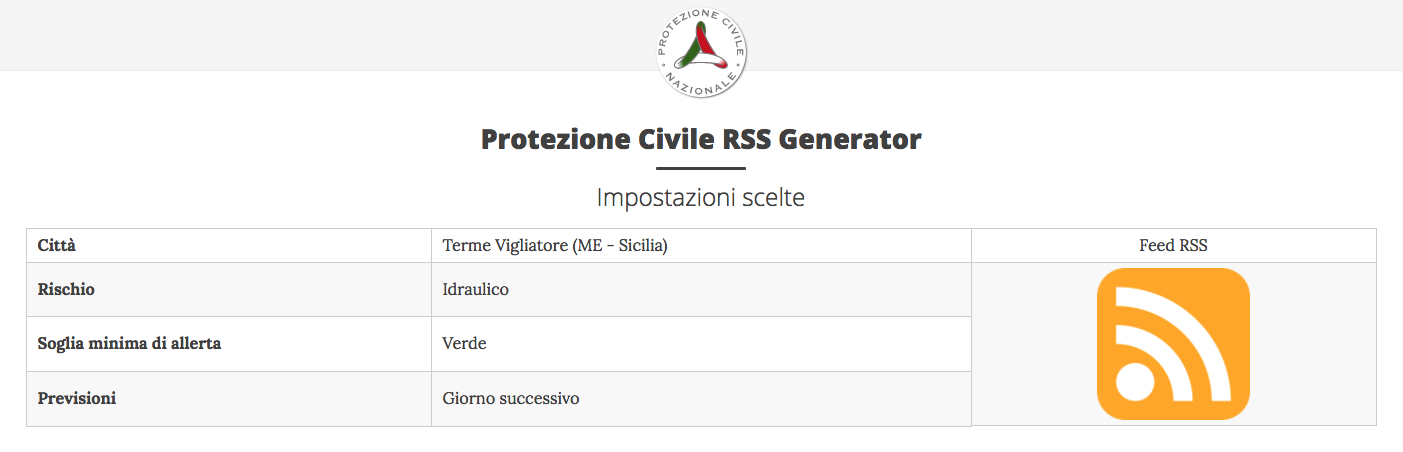 PROTEZIONE CIVILE
NAZIONALE
Protezione Civile RSS Generator
Impostazioni scelte
Città Terme Vigliatore (ME - Sicilia) Feed RSS
Rischio Idraulico
Soglia minima di allerta Verde
Previsioni Giorno successivo